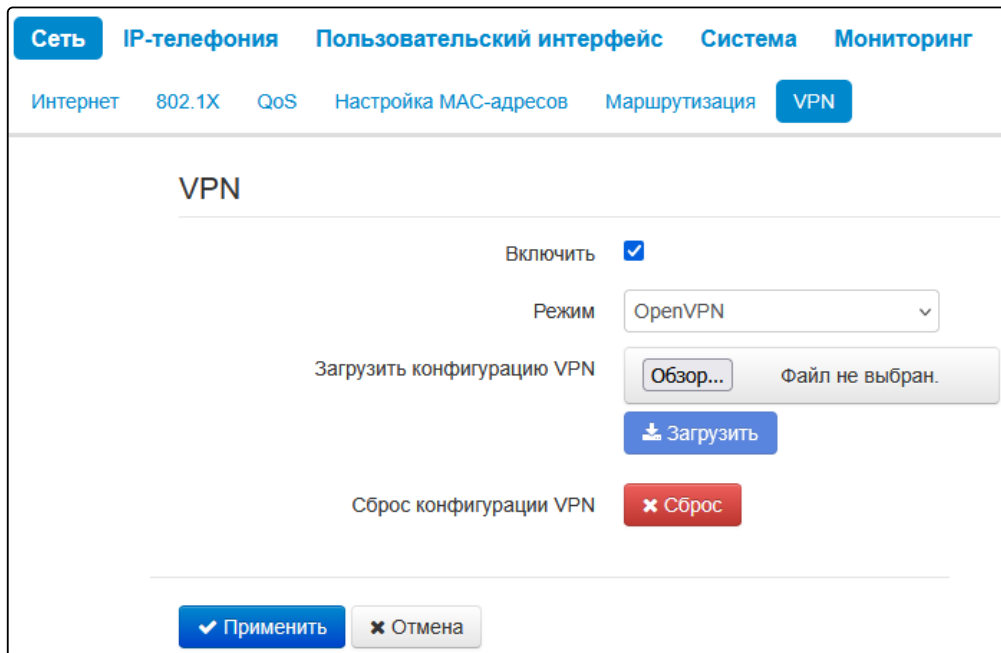 Сеть IP-телефония Пользовательский интерфейс Система Мониторинг
Интернет 802.1X QoS Настройка MAC-адресов Маршрутизация VPN
VPN
Включить
Режим OpenVPN
Загрузить конфигурацию VPN Обзор... Файл не выбран.
Загрузить
Сброс конфигурации VPN Сброс
Применить Отмена